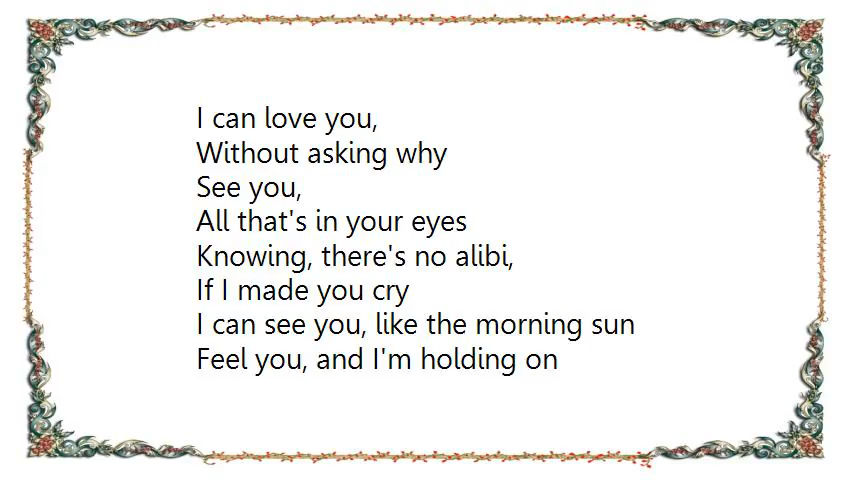 I can love you,
Without asking why
See you,
All that's in your eyes
Knowing, there's no alibi,
If I made you cry
I can see you, like the morning sun
Feel you, and I'm holding on